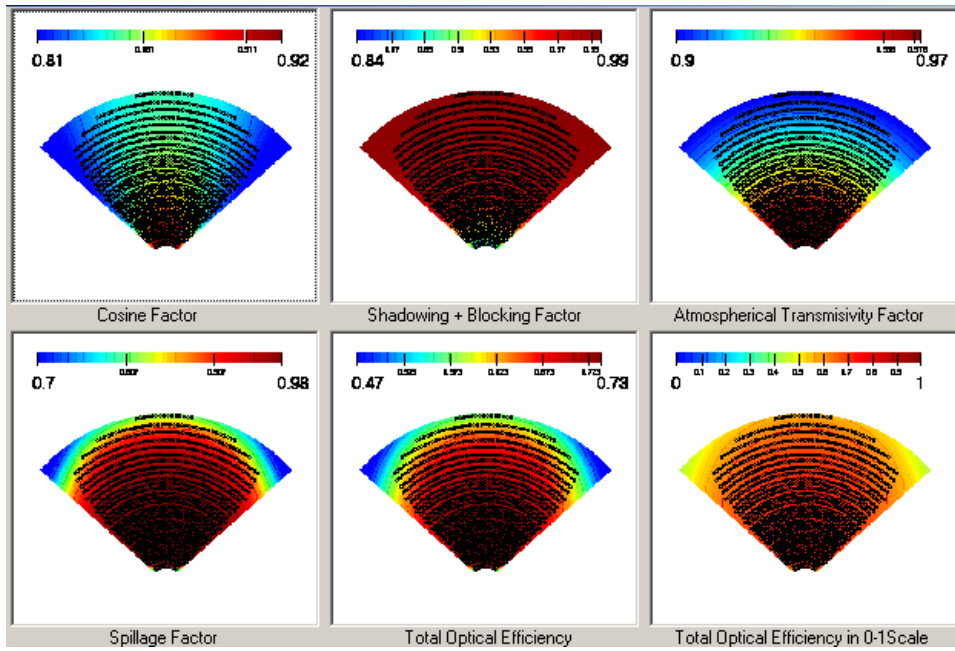 0.81 0.92
Cosine Factor
0.84 0.99
Shadowing + Blocking Factor
0.9 0.97
Atmospherical Transmisivity Factor
0.7 0.98
Spillage Factor
0.47 0.73
Total Optical Efficiency
0.1 0.2 0.3 0.4 0.5 0.6 0.7 0.8 0.9
0 1
Total Optical Efficiency in 0-1Scale